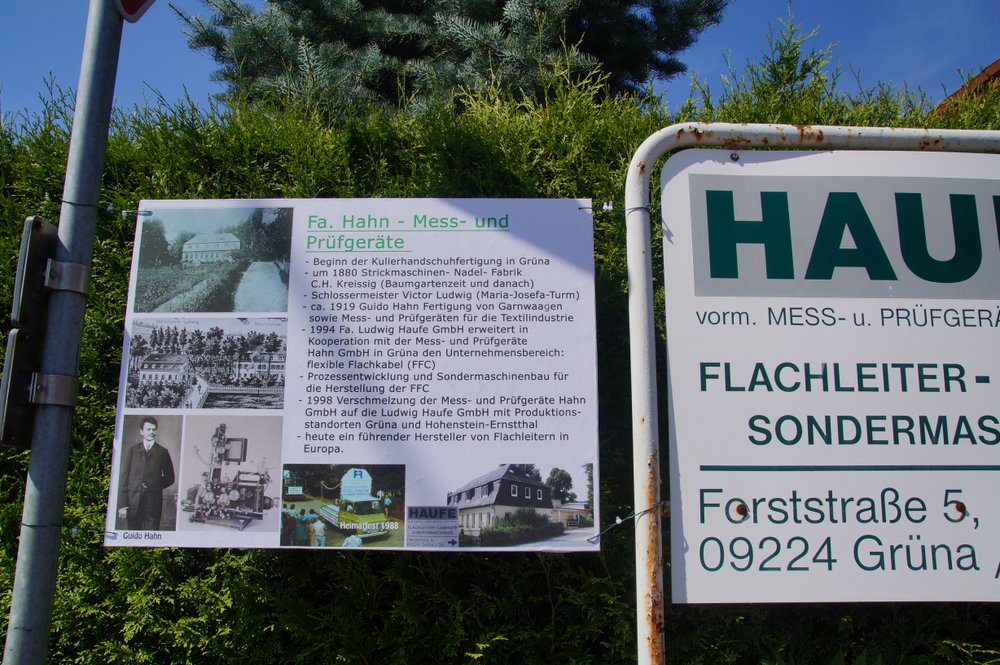 Fa. Hahn - Mess- und
Prüfgeräte
- Beginn der Kulierhandschuhfertigung in Grüna
- um 1880 Strickmaschinen- Nadel- Fabrik
C.H. Kreissig (Baumgartenzeit und danach)
- Schlossermeister Victor Ludwig (Maria-Josefa-Turm)
- ca. 1919 Guido Hahn Fertigung von Garnwaagen
sowie Mess- und Prüfgeräten für die Textilindustrie
- 1994 Fa. Ludwig Haufe GmbH erweitert in
Kooperation mit der Mess- und Prüfgeräte
Hahn GmbH in Grüna den Unternehmensbereich:
flexible Flachkabel (FFC)
- Prozessentwicklung und Sondermaschinenbau für
die Herstellung der FFC
- 1998 Verschmelzung der Mess- und Prüfgeräte Hahn
GmbH auf die Ludwig Haufe GmbH mit Produktions-
standorten Grüna und Hohenstein-Ernstthal
- heute ein führender Hersteller von Flachleitern in
Europa.
Guido Hahn
Heimatfest 1988
HAUFE
HAUFE
vorm. MESS- u. PRÜFGERÄ
FLACHLEITER-
SONDERMAS
Forststraße 5,
09224 Grüna